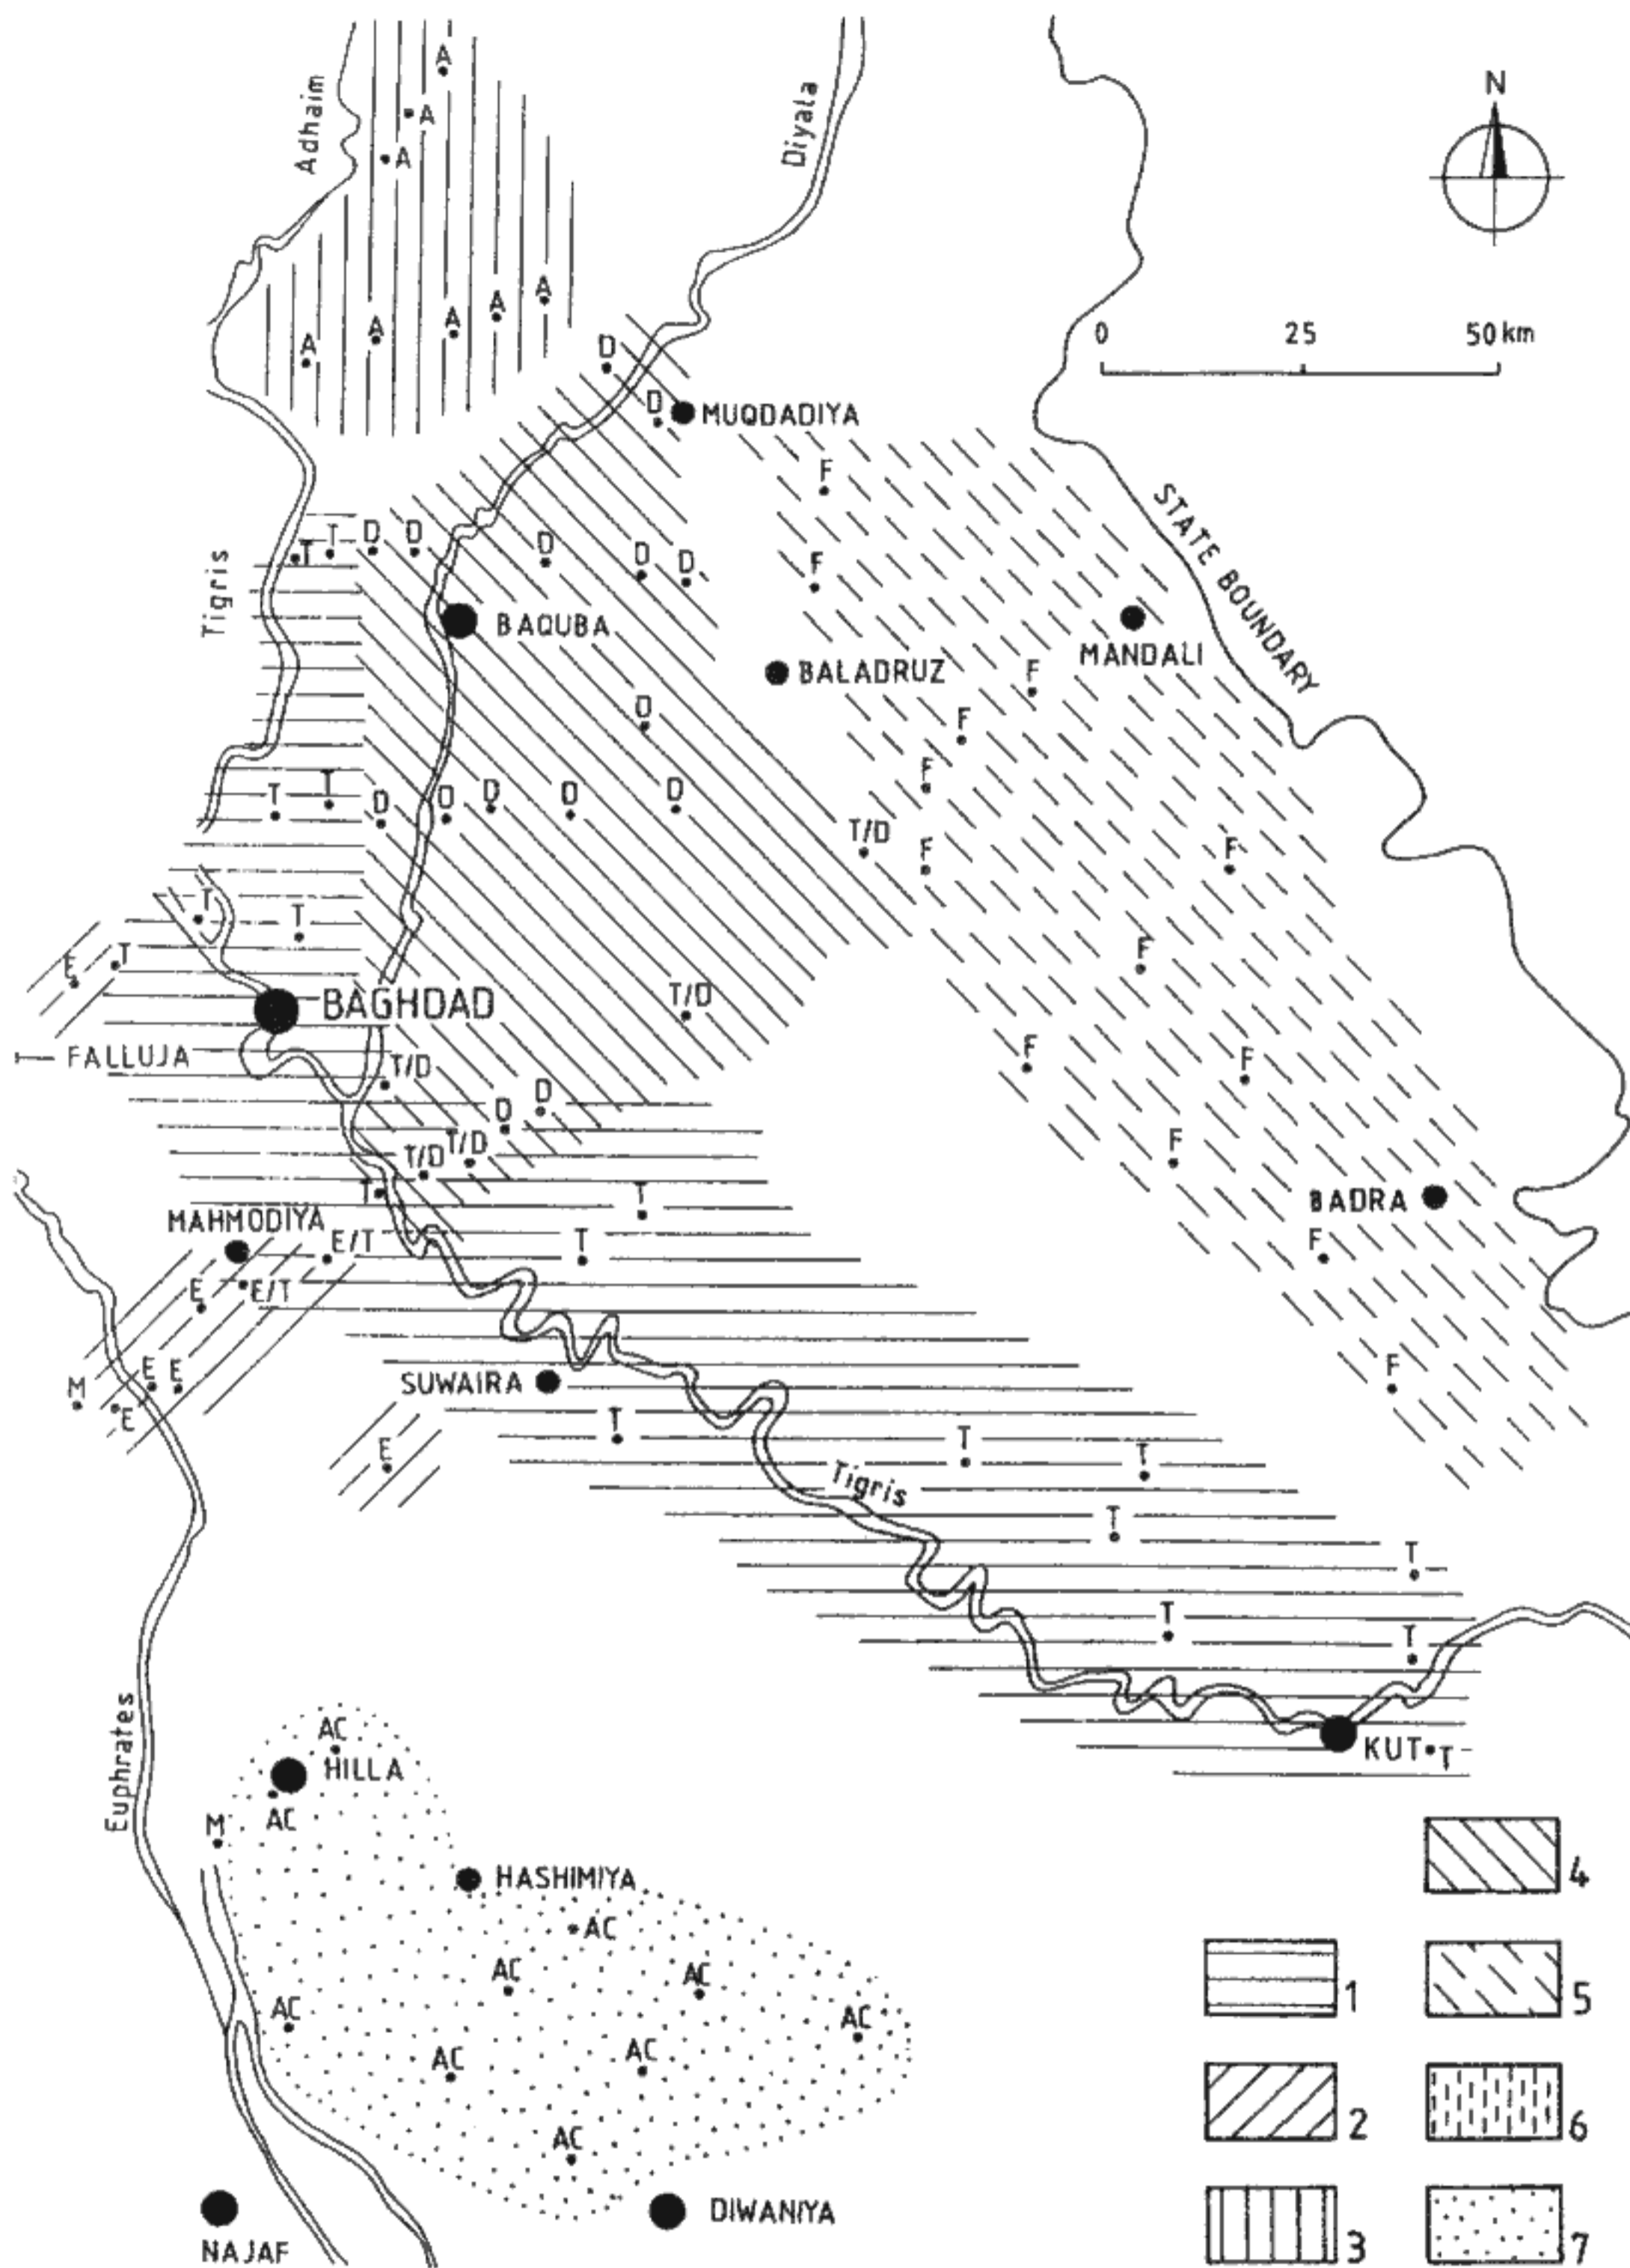 A
Adhaim
A
Diyala
N
A
A
A
A
A
A
0 25 50 km
D
D
MUQDADIYA
F
STATE BOUNDARY
T
T
D
D
D
D
D
F
Tigris
BAQUBA
MANDALI
BALADRUZ
F
D
F
F
T
T
D
D
D
D
D
T/D
F
F
T
T
T
E
F
BAGHDAD
T/D
F
F
FALLUJA
T/D
D
D
T/D
T/D
F
T
T
BADRA
MAHMODIYA
E/T
T
F
E
E/T
M
E
E
E
SUWAIRA
F
T
E
T
T
Tigris
T
T
T
T
Euphrates
AC
HILLA
KUT
T
AC
M
HASHIMIYA
4
AC
AC
AC
1
5
AC
AC
AC
AC
2
6
AC
DIWANIYA
NAJAF
3
7